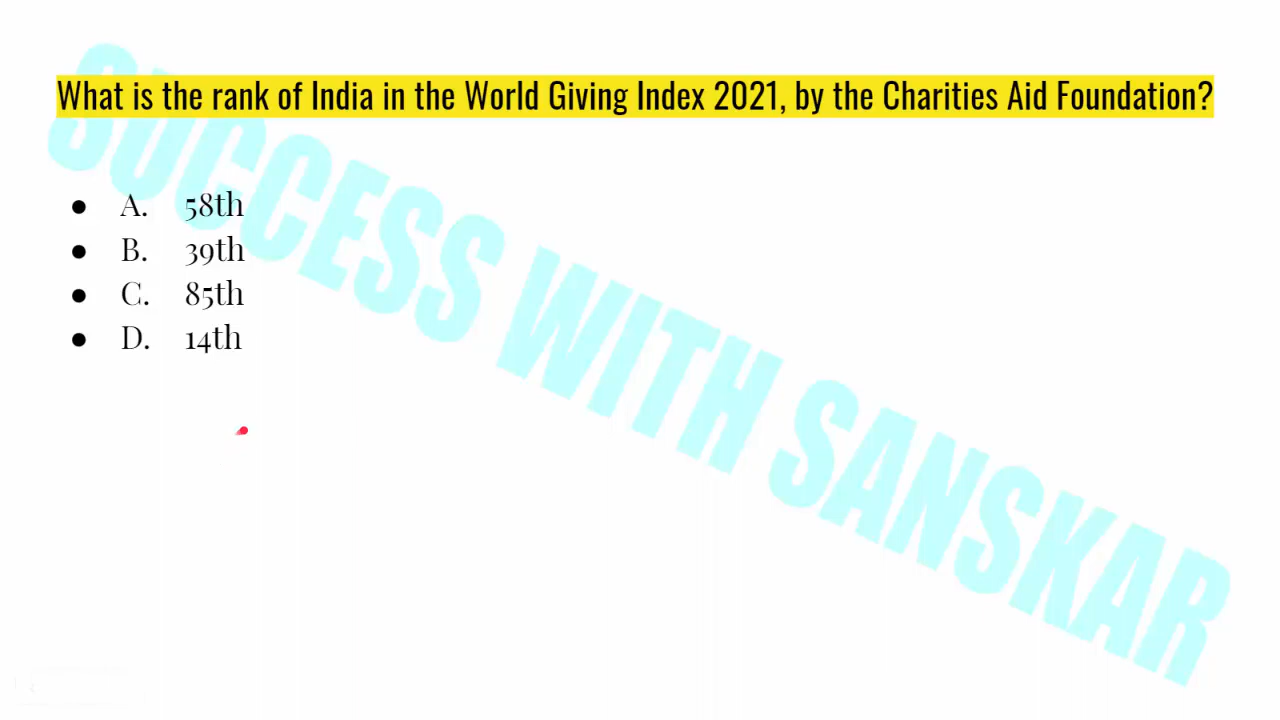 What is the rank of India in the World Giving Index 2021, by the Charities Aid Foundation?
● A. 58th
● B. 39th
● C. 85th
● D. 14th
SUCCESS WITH SANSKAR